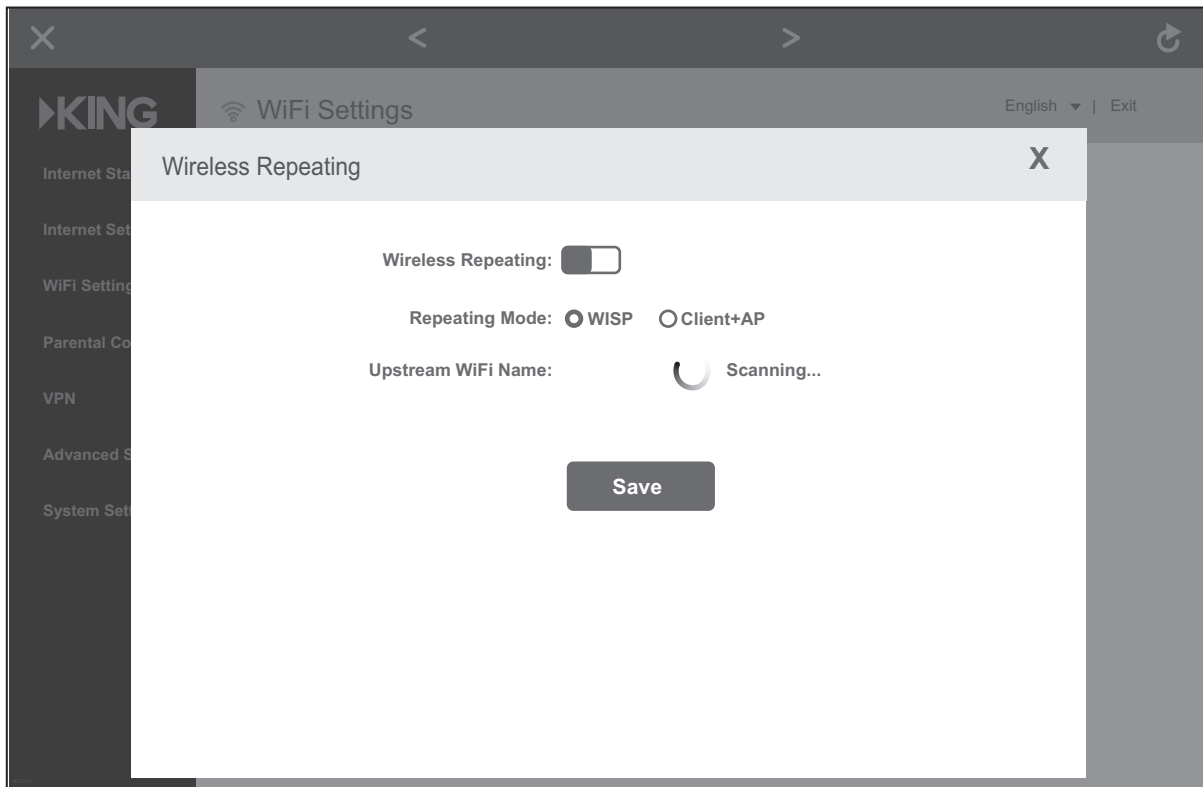 KING
WiFi Settings
English | Exit
Wireless Repeating
X
Internet Sta
Internet Set
WiFi Setting
Parental Co
VPN
Advanced S
System Sett
Wireless Repeating:
Repeating Mode: WISP Client+AP
Upstream WiFi Name: Scanning...
Save